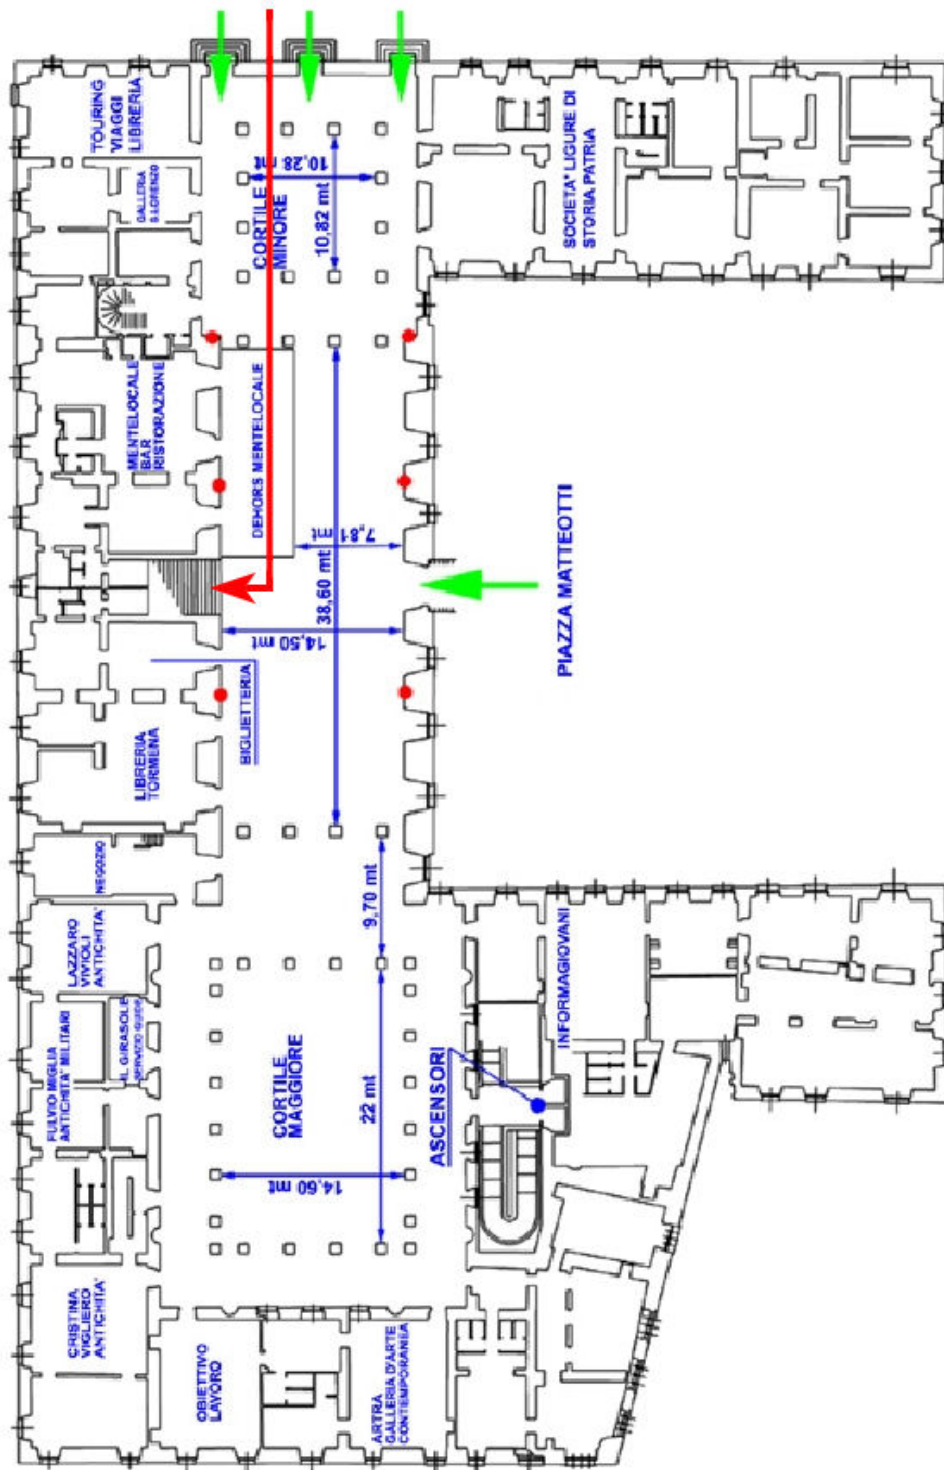 TOURING
VIAGGI
LIBRERIA
GALLERIA
S.LORENZO
CORTILE
MINORE
10,28 mt
10,82 mt
SOCIETA' LIGURE DI
STORIA PATRIA
MENTELOCALE
BAR
RISTORAZIONE
DEHORS MENTELOCALE
7,81 mt
38,60 mt
14,50 mt
PIAZZA MATTEOTTI
BIGLIETTERIA
LIBRERIA
TORMENA
NEGOZIO
9,70 mt
LAZZARO
VIVIOLI
ANTICHITA'
INFORMAGIOVANI
FULVIO MIGLIA
ANTICHITA' MILITARI
IL GIRASOLE
SERVIZIO GUIDE
CORTILE
MAGGIORE
22 mt
14,60 mt
ASCENSORI
CRISTINA
VIGLIERO
ANTICHITA'
OBIETTIVO
LAVORO
ARTRA
GALLERIA D'ARTE
CONTEMPORANEA